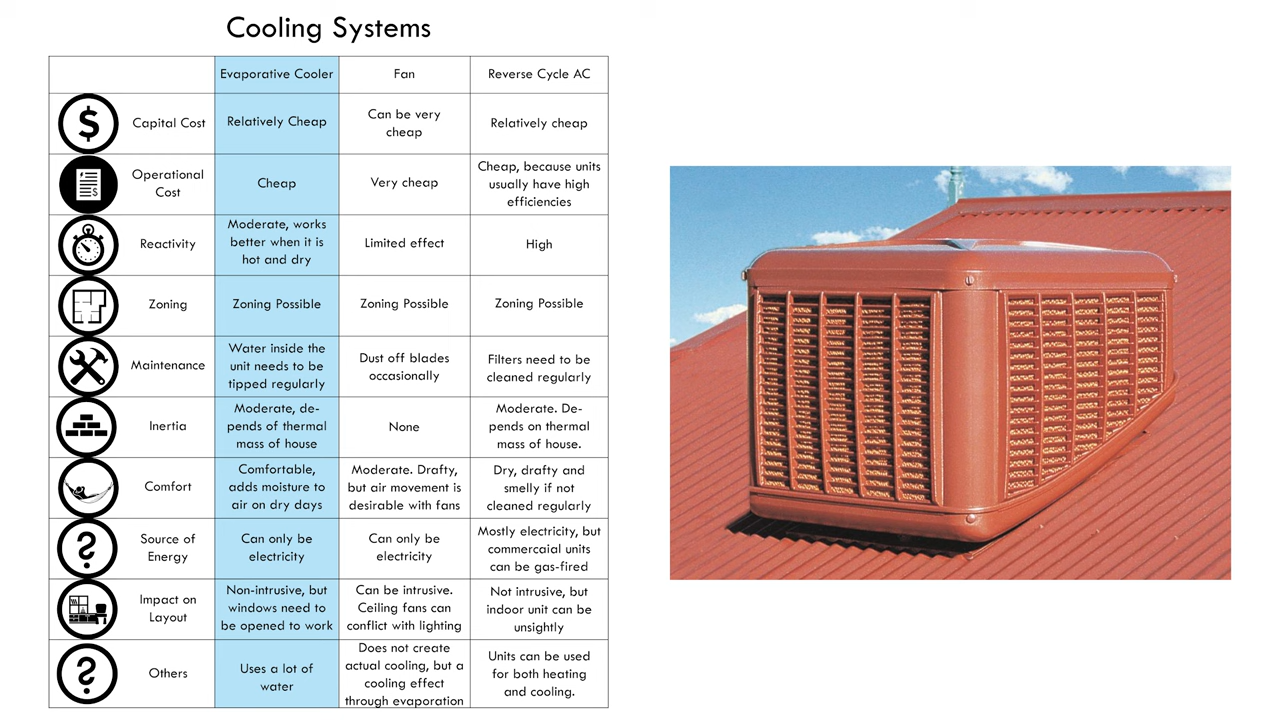 Cooling Systems
Evaporative Cooler
Fan
Reverse Cycle AC
$
Capital Cost
Relatively Cheap
Can be very
cheap
Relatively cheap
$
Operational
Cost
Cheap
Very cheap
Cheap, because units
usually have high
efficiencies
Reactivity
Moderate, works
better when it is
hot and dry
Limited effect
High
Zoning
Zoning Possible
Zoning Possible
Zoning Possible
Maintenance
Water inside the
unit needs to be
tipped regularly
Dust off blades
occasionally
Filters need to be
cleaned regularly
Inertia
Moderate, de-
pends of thermal
mass of house
None
Moderate. De-
pends on thermal
mass of house.
Comfort
Comfortable,
adds moisture to
air on dry days
Moderate. Drafty,
but air movement is
desirable with fans
Dry, drafty and
smelly if not
cleaned regularly
?
Source of
Energy
Can only be
electricity
Can only be
electricity
Mostly electricity, but
commercaial units
can be gas-fired
Impact on
Layout
Non-intrusive, but
windows need to
be opened to work
Can be intrusive.
Ceiling fans can
conflict with lighting
Not intrusive, but
indoor unit can be
unsightly
?
Others
Uses a lot of
water
Does not create
actual cooling, but a
cooling effect
through evaporation
Units can be used
for both heating
and cooling.